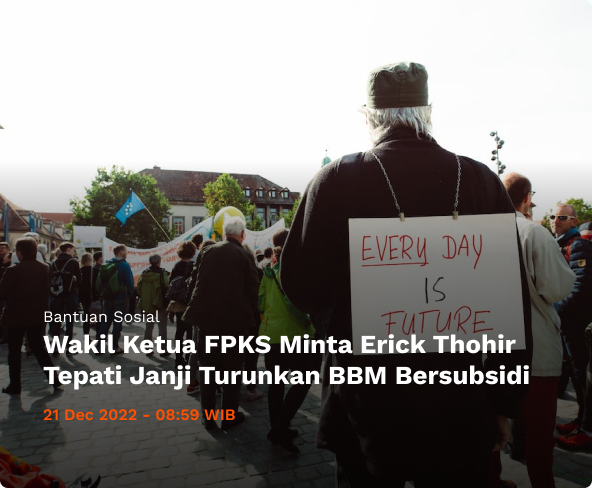 EVERY DAY
IS
FUTURE
Bantuan Sosial
Wakil Ketua FPKS Minta Erick Thohir
Tepati Janji Turunkan BBM Bersubsidi
21 Dec 2022 - 08:59 WIB